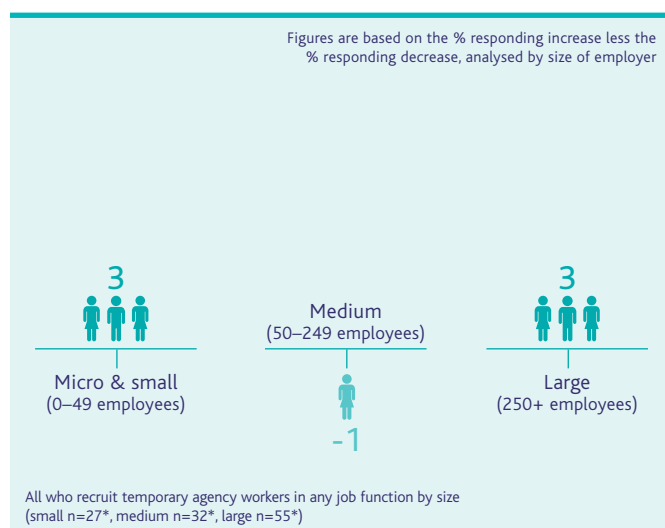 Figures are based on the % responding increase less the
% responding decrease, analysed by size of employer
3
Micro & small
(0–49 employees)
Medium
(50–249 employees)
-1
3
Large
(250+ employees)
All who recruit temporary agency workers in any job function by size
(small n=27*, medium n=32*, large n=55*)